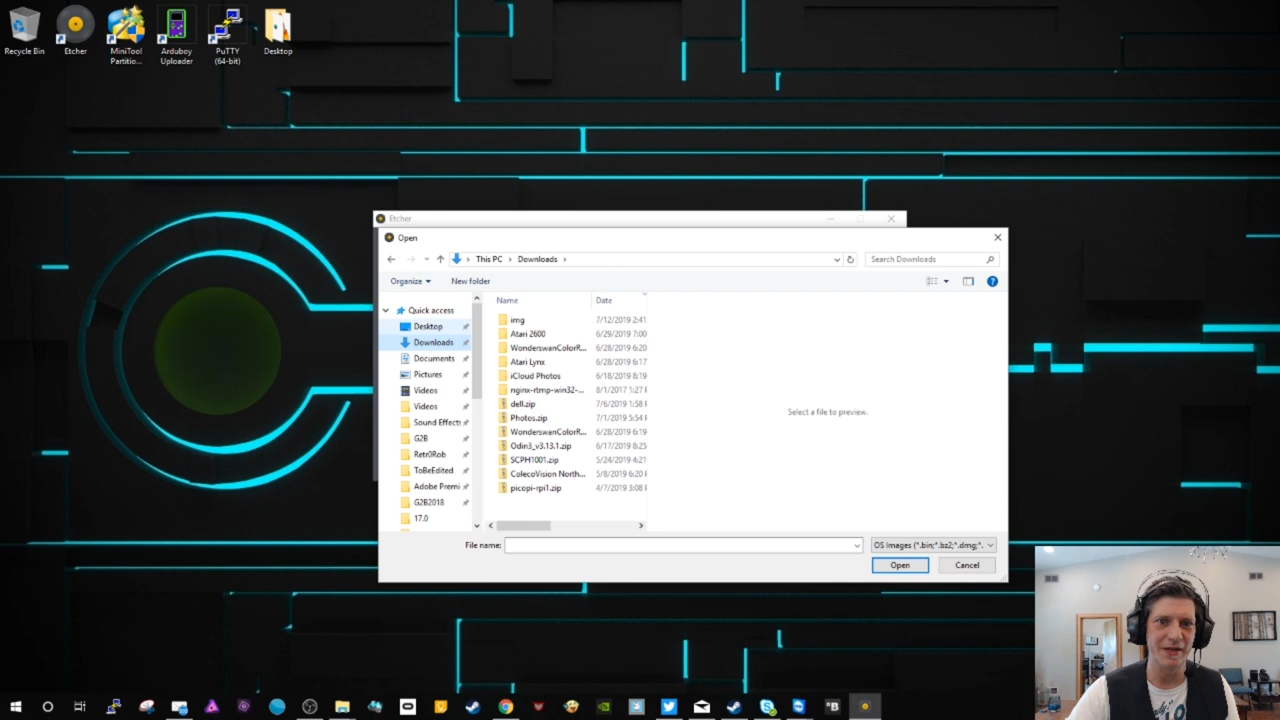 Recycle Bin
Etcher
MiniTool
Partitio...
Arduboy
Uploader
PuTTY
(64-bit)
Desktop
Etcher
Open
This PC
Downloads
Search Downloads
Organize
New folder
Quick access
Desktop
Downloads
Documents
Pictures
Videos
Videos
Sound Effects
G2B
Retr0Rob
ToBeEdited
Adobe Premi
G2B2018
17.0
Name
Date
img
7/12/2019 2:41
Atari 2600
6/29/2019 7:00
WonderswanColorR...
6/28/2019 6:20
Atari Lynx
6/28/2019 6:17
iCloud Photos
6/18/2019 8:19
nginx-rtmp-win32-...
8/1/2017 1:27 P
dell.zip
7/6/2019 1:58 P
Photos.zip
7/1/2019 5:54 P
WonderswanColorR...
6/28/2019 6:19
Odin3_v3.13.1.zip
6/17/2019 8:25
SCPH1001.zip
5/24/2019 4:21
ColecoVision North...
5/8/2019 6:20 P
picopi-rpi1.zip
4/7/2019 3:08 P
Select a file to preview.
File name:
OS Images (*.bin;*.bz2;*.dmg;*.
Open
Cancel